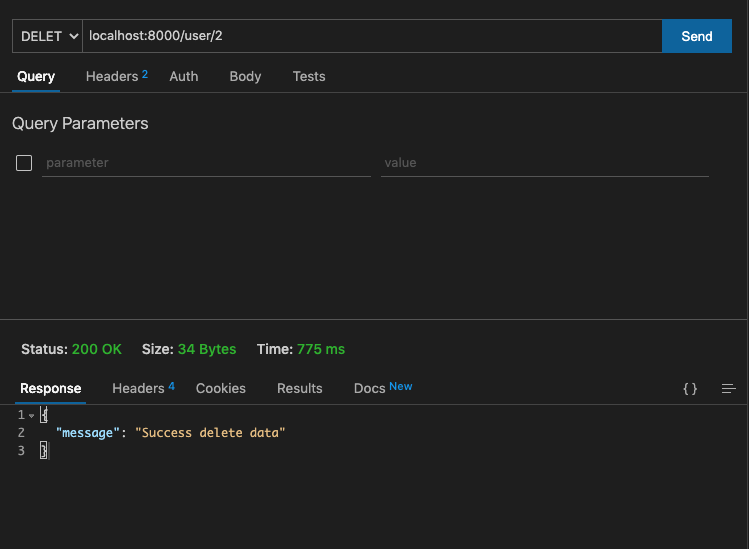 DELET localhost:8000/user/2 Send
Query Headers 2 Auth Body Tests
Query Parameters
parameter value
Status: 200 OK Size: 34 Bytes Time: 775 ms
Response Headers 4 Cookies Results Docs New { }
1 {
2 "message": "Success delete data"
3 }